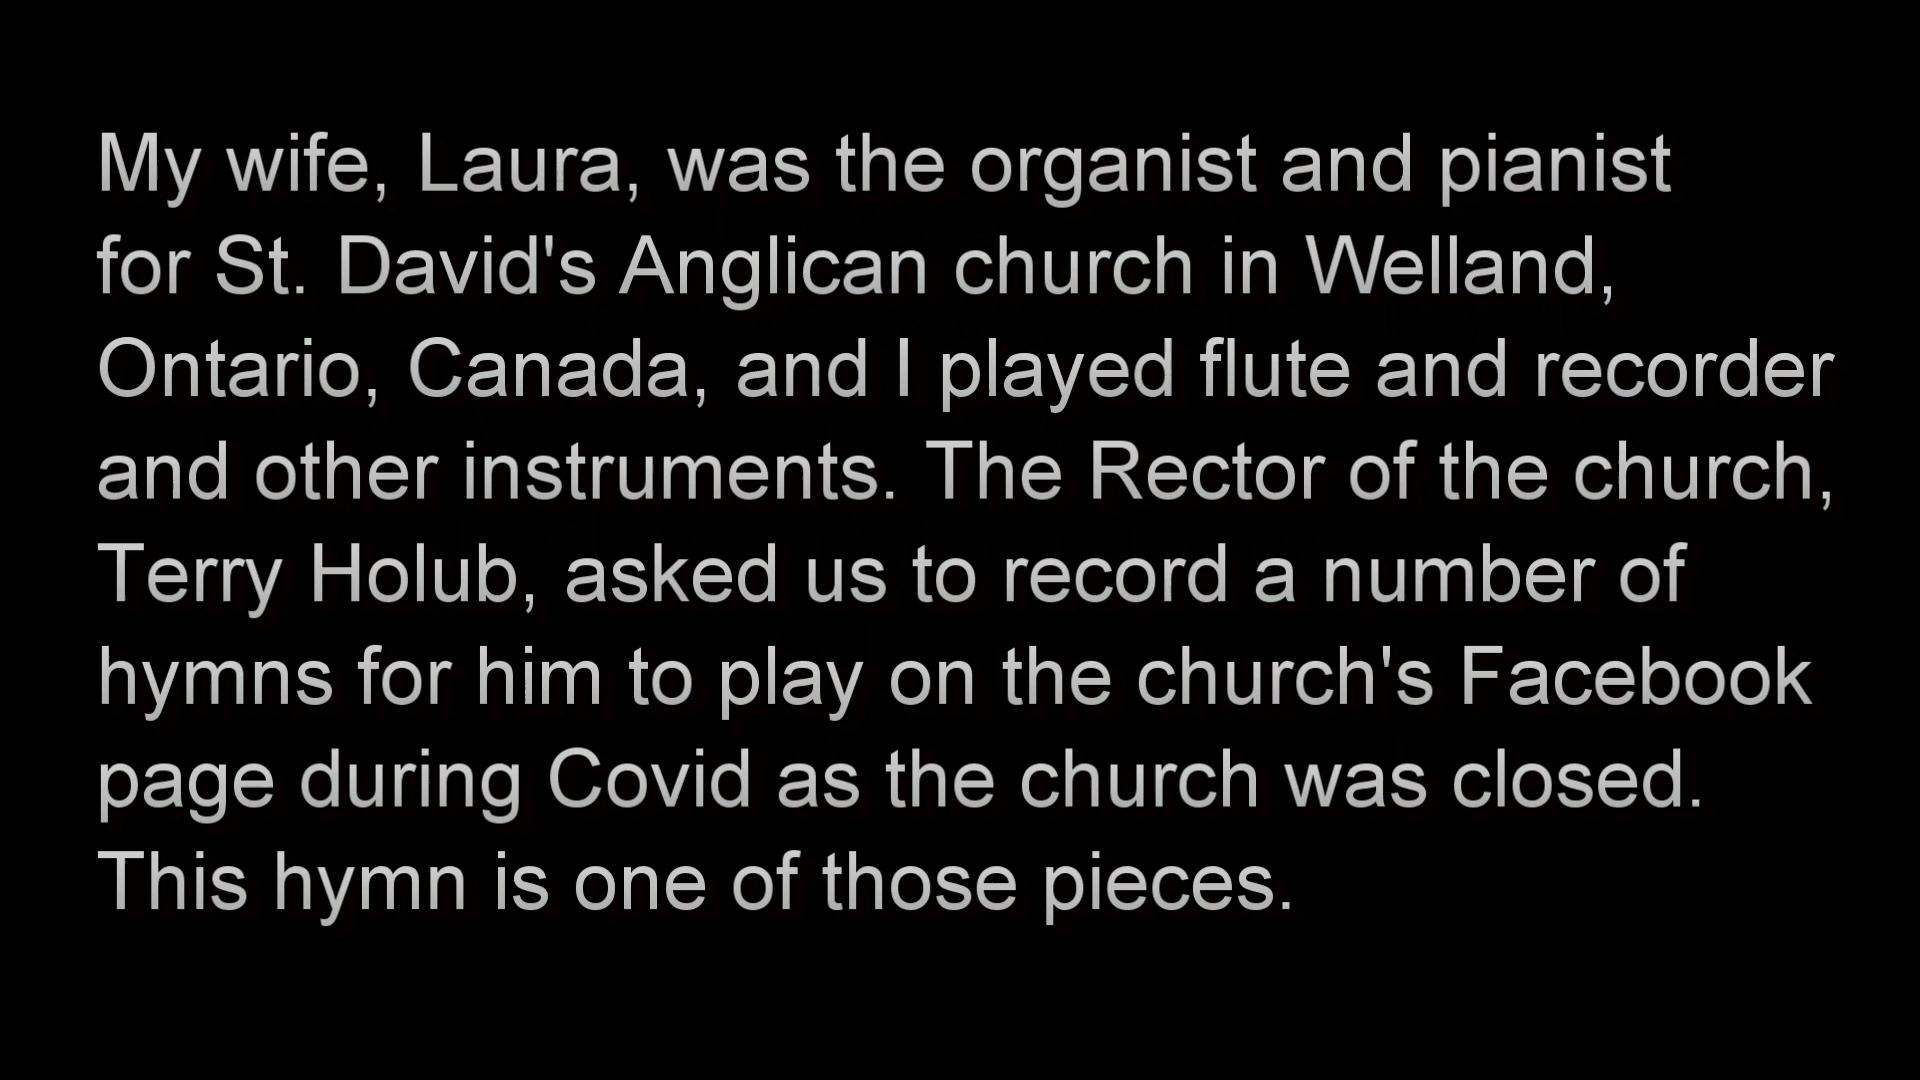 My wife, Laura, was the organist and pianist
for St. David's Anglican church in Welland,
Ontario, Canada, and I played flute and recorder
and other instruments. The Rector of the church,
Terry Holub, asked us to record a number of
hymns for him to play on the church's Facebook
page during Covid as the church was closed.
This hymn is one of those pieces.